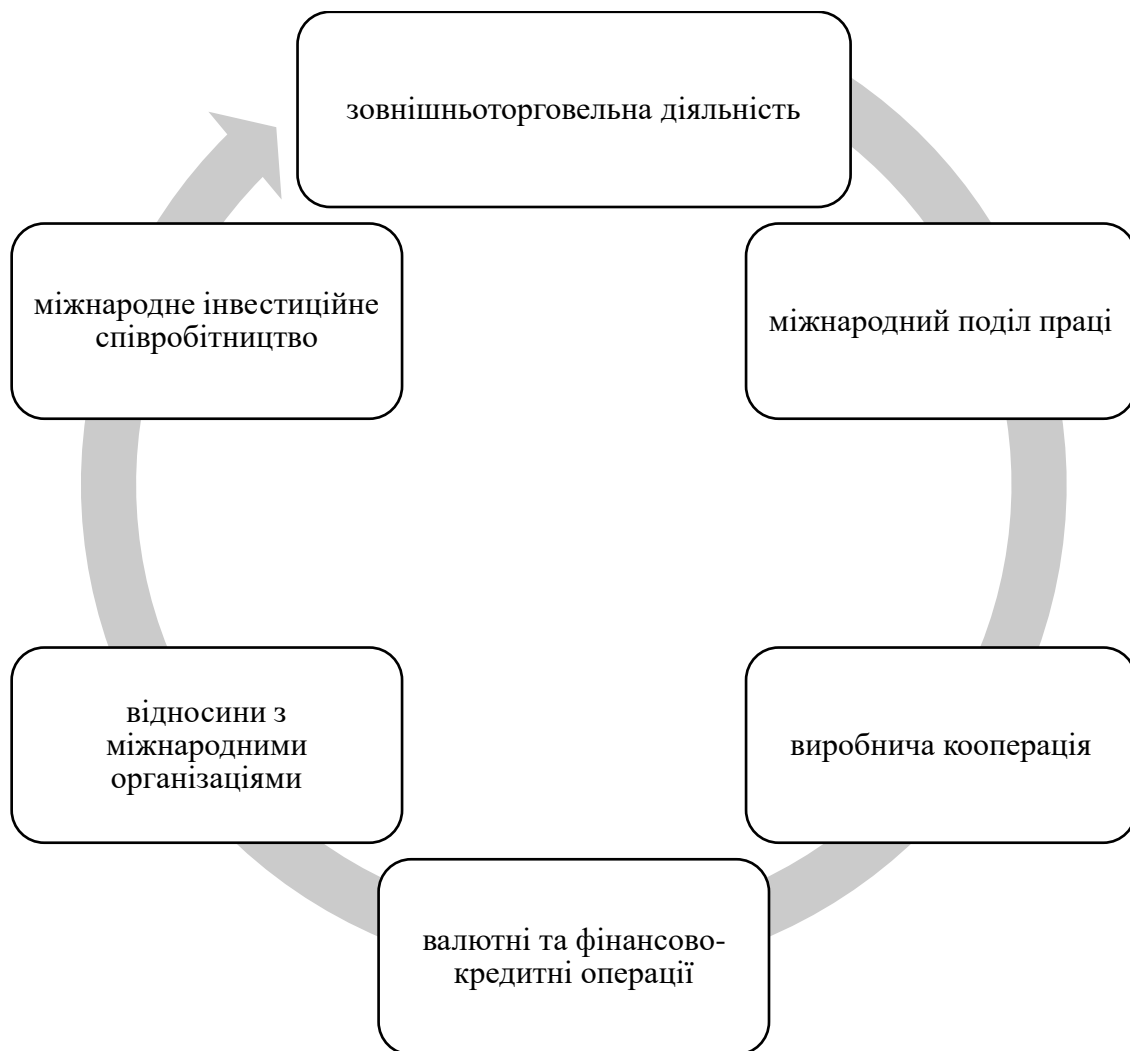 зовнішньоторговельна діяльність
міжнародний поділ праці
виробнича кооперація
валютні та фінансово-
кредитні операції
відносини з
міжнародними
організаціями
міжнародне інвестиційне
співробітництво